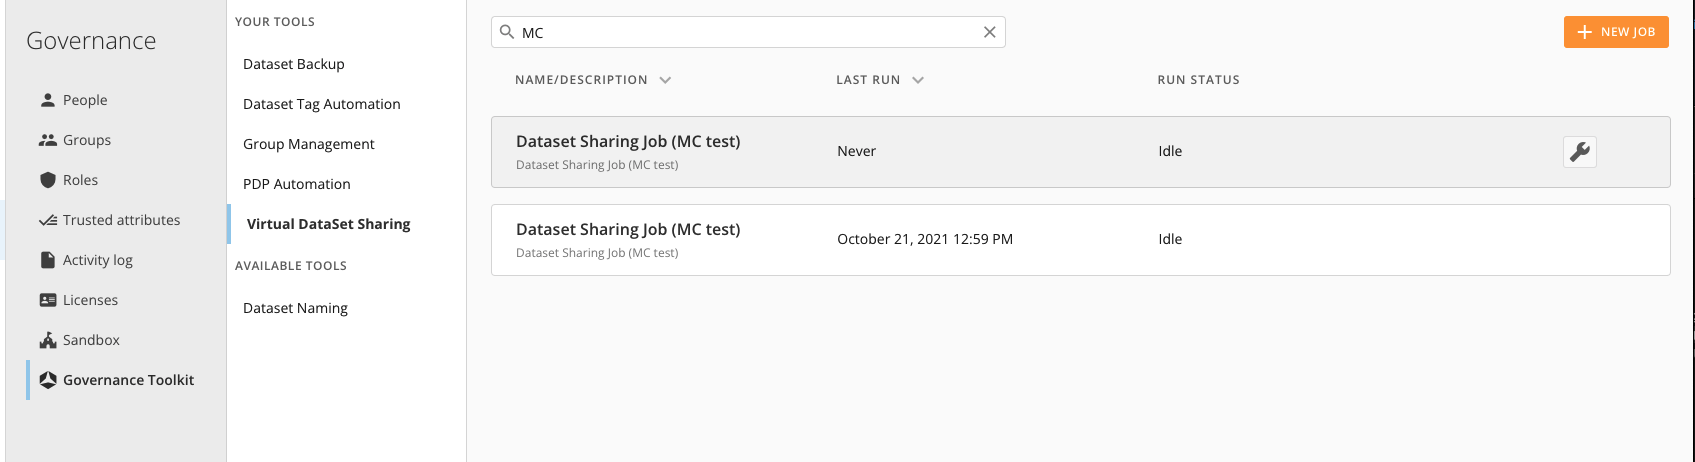 Governance
People
Groups
Roles
Trusted attributes
Activity log
Licenses
Sandbox
Governance Toolkit
YOUR TOOLS
Dataset Backup
Dataset Tag Automation
Group Management
PDP Automation
Virtual DataSet Sharing
AVAILABLE TOOLS
Dataset Naming
MC
NEW JOB
NAME/DESCRIPTION LAST RUN RUN STATUS
Dataset Sharing Job (MC test)
Dataset Sharing Job (MC test)
Never
Idle
Dataset Sharing Job (MC test)
Dataset Sharing Job (MC test)
October 21, 2021 12:59 PM
Idle